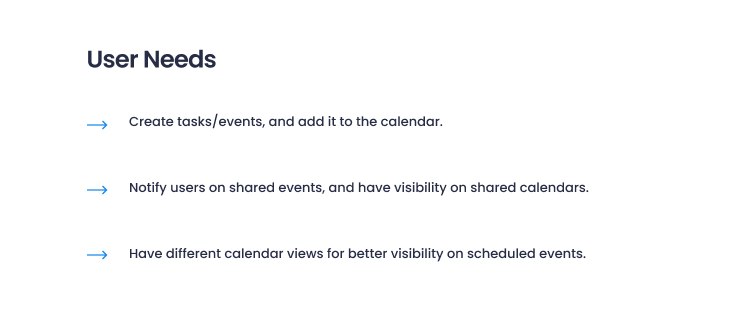 User Needs
Create tasks/events, and add it to the calendar.
Notify users on shared events, and have visibility on shared calendars.
Have different calendar views for better visibility on scheduled events.